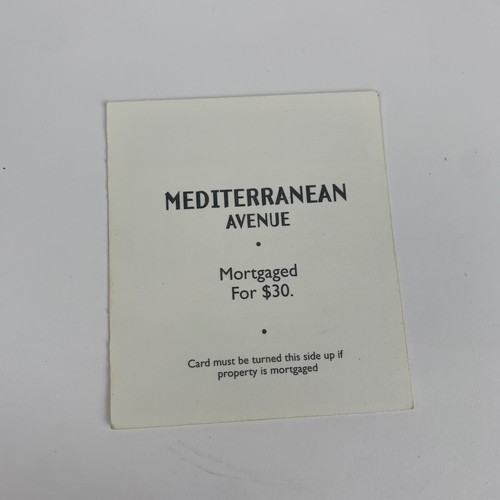 MEDITERRANEAN
AVENUE
•
Mortgaged
For $30.
•
Card must be turned this side up if
property is mortgaged